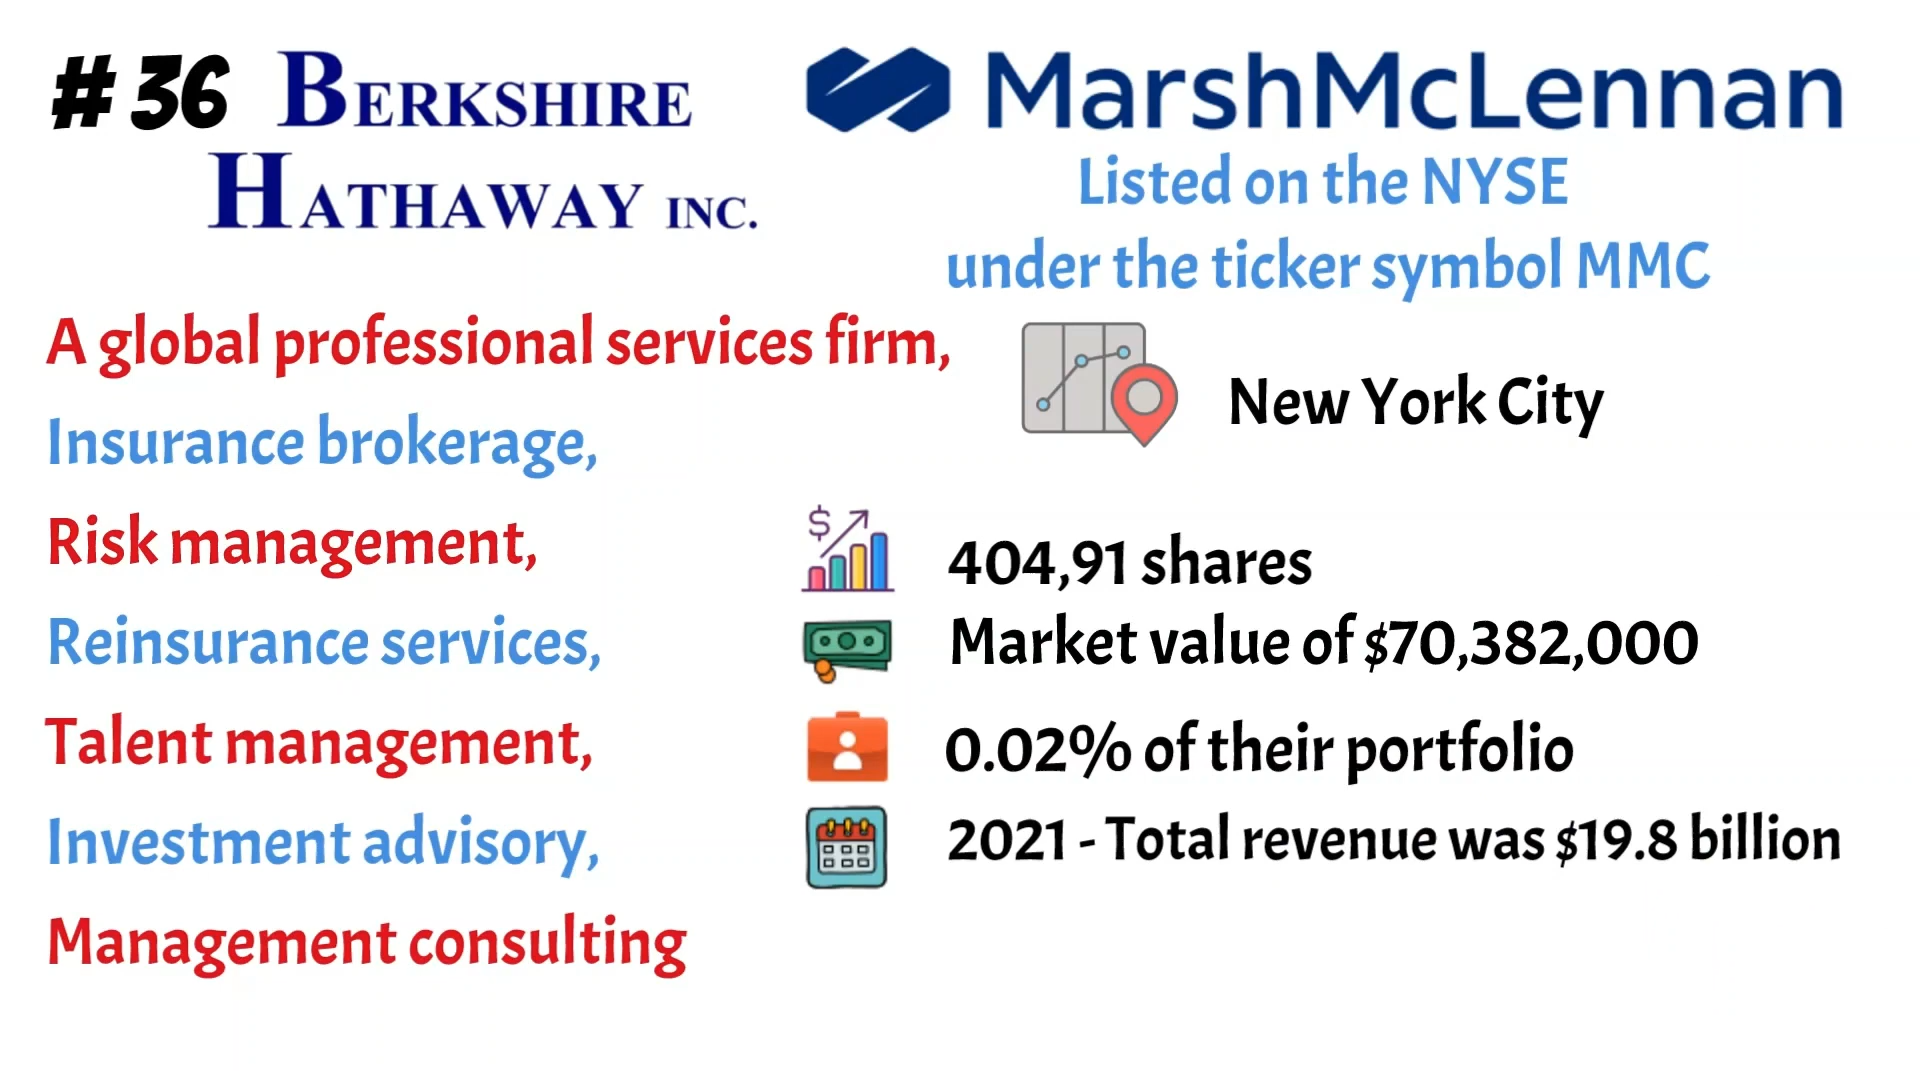 # 36 BERKSHIRE
HATHAWAY INC.
MarshMcLennan
Listed on the NYSE
under the ticker symbol MMC
A global professional services firm,
Insurance brokerage,
Risk management,
Reinsurance services,
Talent management,
Investment advisory,
Management consulting
New York City
$
404,91 shares
Market value of $70,382,000
0.02% of their portfolio
2021 - Total revenue was $19.8 billion